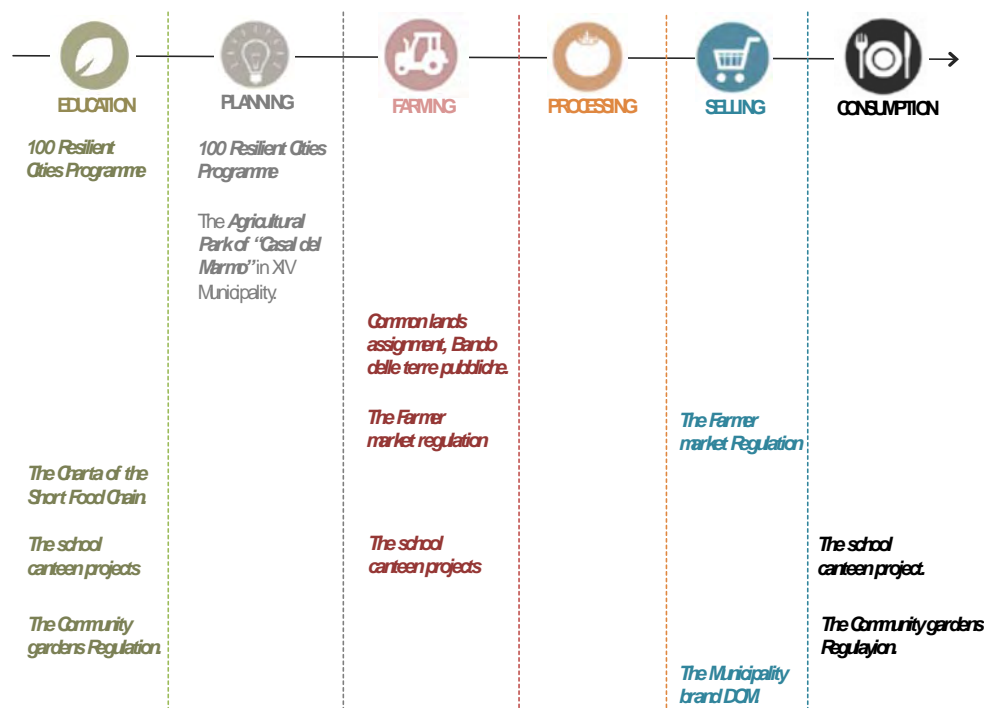 EDUCATION
PLANNING
FARMING
PROCESSING
SELLING
CONSUMPTION
100 Resilient
Cities Programme
100 Resilient Cities
Programme
The Agricultural
Park of “Casal del
Marmo” in XIV
Municipality.
Common lands
assignment, Bando
delle terre pubbliche.
The Farmer
market regulation
The Farmer
market Regulation
The Charta of the
Short Food Chain.
The school
canteen projects
The school
canteen projects
The school
canteen project.
The Community
gardens Regulation.
The Community gardens
Regulayion.
The Municipality
brand DOM.